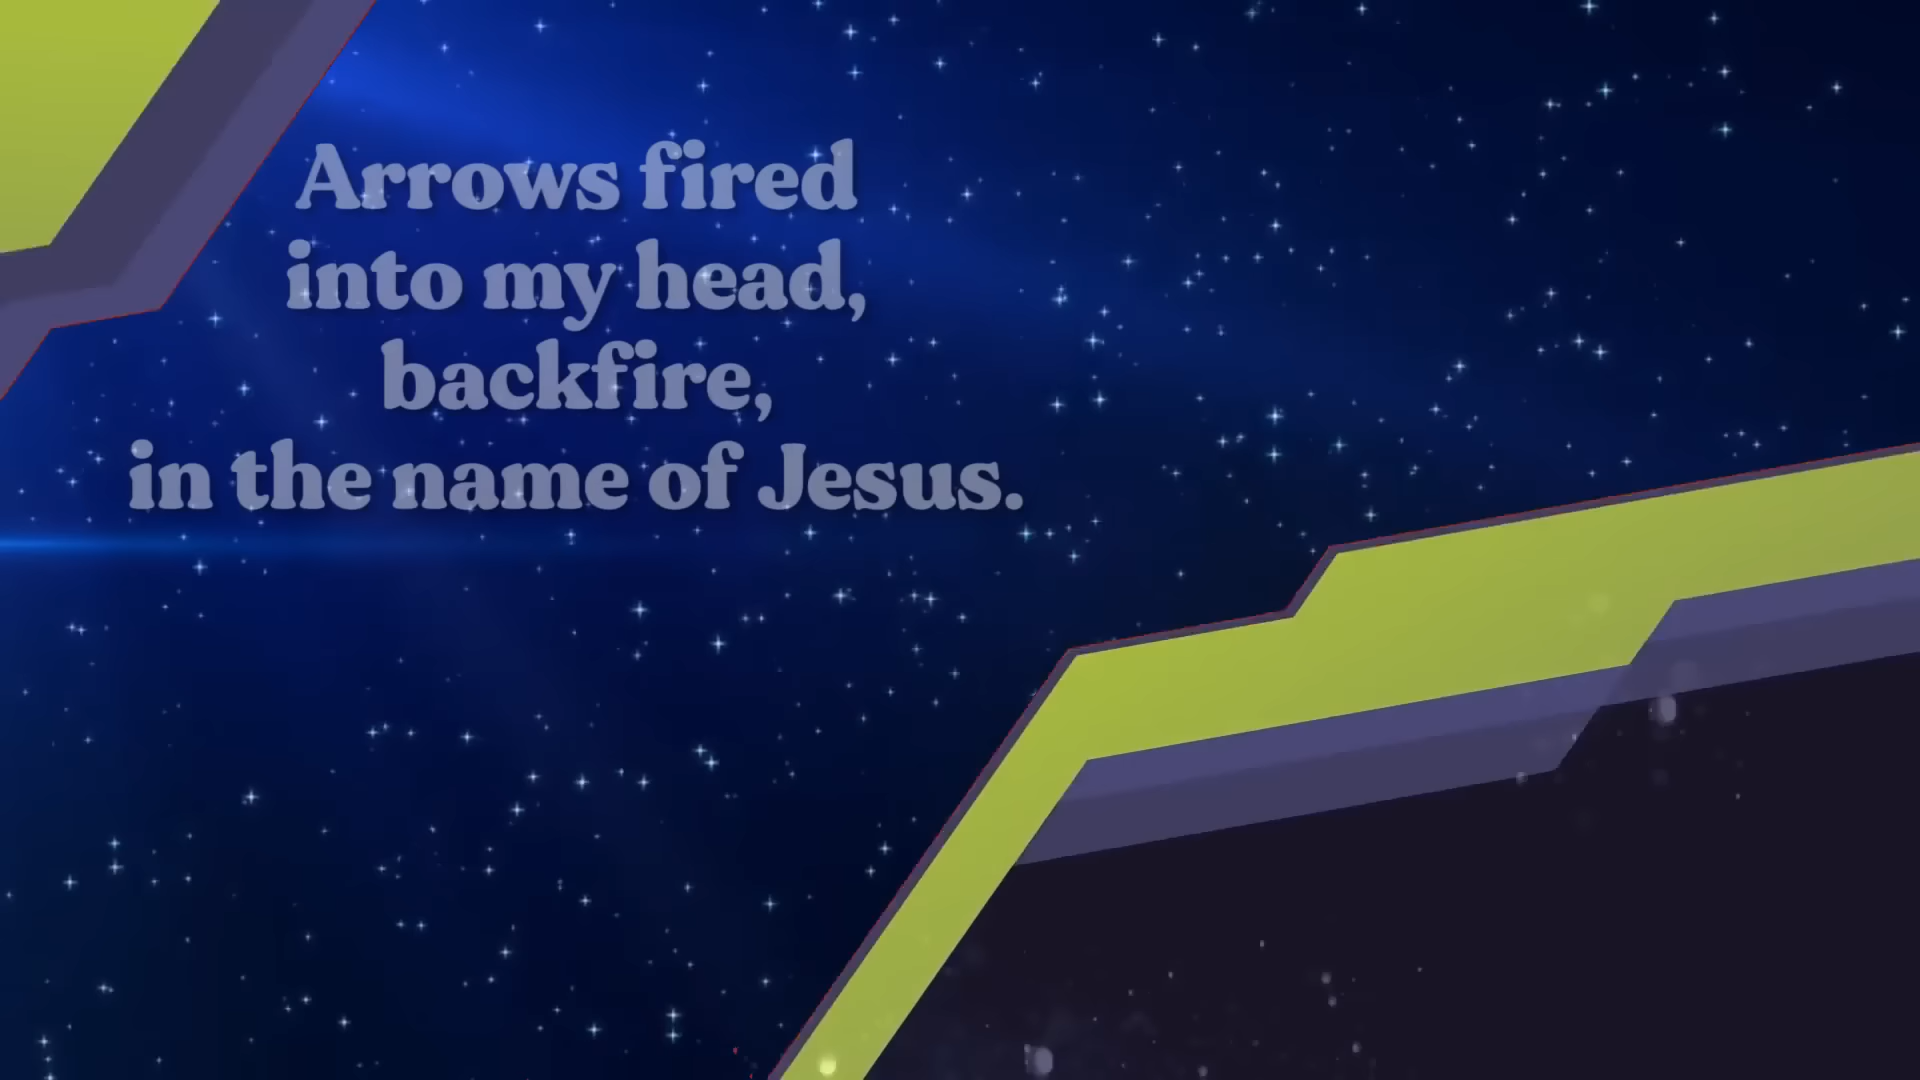 Arrows fired
into my head,
backfire,
in the name of Jesus.